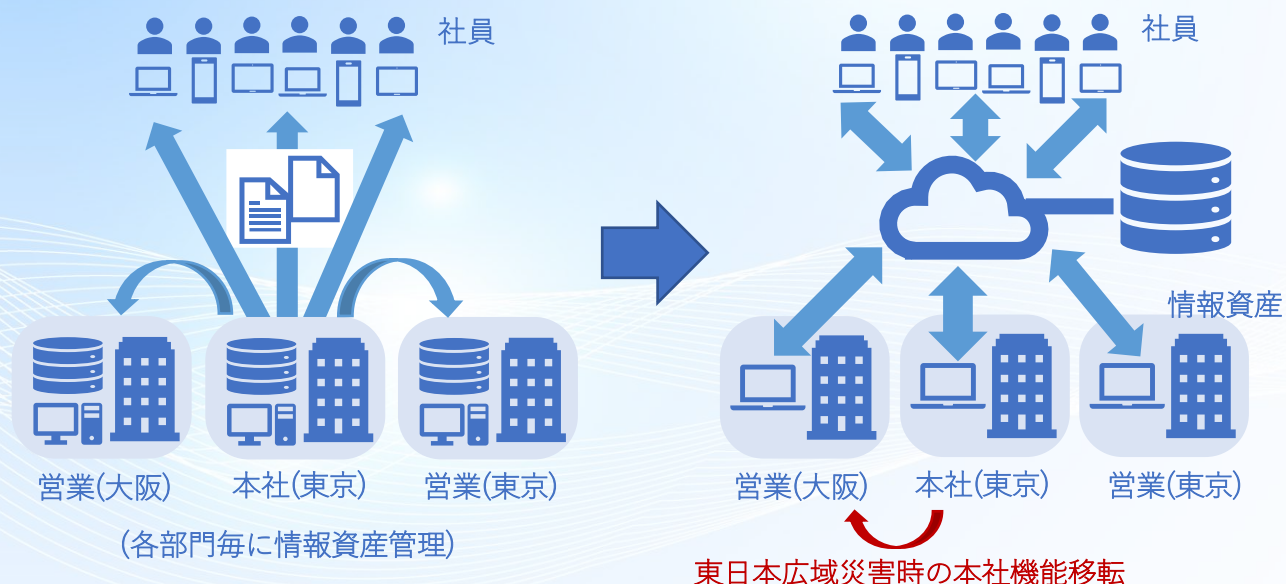 社員
営業(大阪)
本社(東京)
営業(東京)
(各部門毎に情報資産管理)
社員
情報資産
営業(大阪)
本社(東京)
営業(東京)
東日本広域災害時の本社機能移転